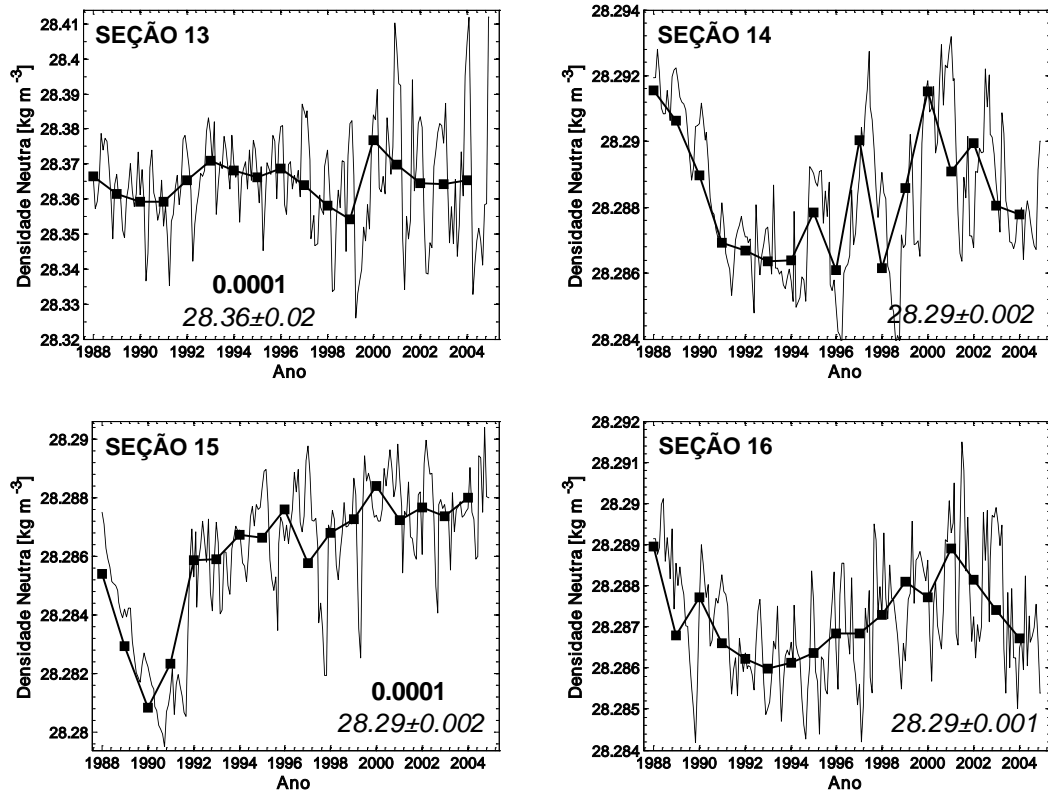 SEÇÃO 13
Densidade Neutra [kg m -3]
28.41
28.4
28.39
28.38
28.37
28.36
28.35
28.34
28.33
28.32
0.0001
28.36±0.02
1988 1990 1992 1994 1996 1998 2000 2002 2004
Ano
SEÇÃO 14
Densidade Neutra [kg m -3]
28.294
28.292
28.29
28.288
28.286
28.284
28.29±0.002
1988 1990 1992 1994 1996 1998 2000 2002 2004
Ano
SEÇÃO 15
Densidade Neutra [kg m -3]
28.29
28.288
28.286
28.284
28.282
28.28
0.0001
28.29±0.002
1988 1990 1992 1994 1996 1998 2000 2002 2004
Ano
SEÇÃO 16
Densidade Neutra [kg m -3]
28.292
28.291
28.29
28.289
28.288
28.287
28.286
28.285
28.284
28.29±0.001
1988 1990 1992 1994 1996 1998 2000 2002 2004
Ano